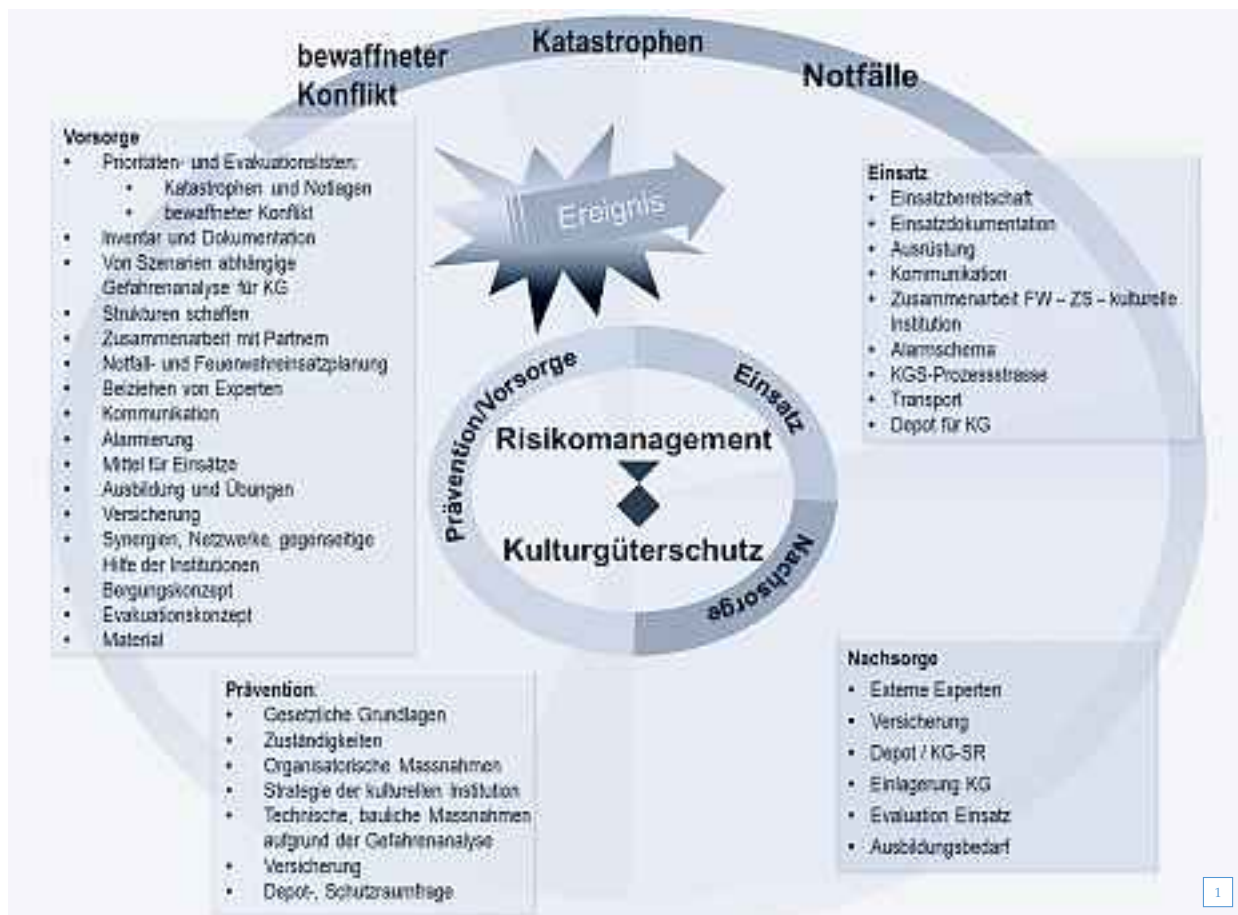 bewaffneter
Konflikt
Katastrophen
Notfälle
Vorsorge
• Prioritäten- und Evakuationslisten:
• Katastrophen und Notlagen
• bewaffneter Konflikt
• Inventar und Dokumentation
• Von Szenarien abhängige
Gefahrenanalyse für KG
• Strukturen schaffen
• Zusammenarbeit mit Partnern
• Notfall- und Feuerwehreinsatzplanung
• Beiziehen von Experten
• Kommunikation
• Alarmierung
• Mittel für Einsätze
• Ausbildung und Übungen
• Versicherung
• Synergien, Netzwerke, gegenseitige
Hilfe der Institutionen
• Bergungskonzept
• Evakuationskonzept
• Material
Ereignis
Einsatz
• Einsatzbereitschaft
• Einsatzdokumentation
• Ausrüstung
• Kommunikation
• Zusammenarbeit FW – ZS – kulturelle
Institution
• Alarmschema
• KGS-Prozessstrasse
• Transport
• Depot für KG
Prävention/Vorsorge
Einsatz
Risikomanagement
Kulturgüterschutz
Nachsorge
Prävention:
• Gesetzliche Grundlagen
• Zuständigkeiten
• Organisatorische Massnahmen
• Strategie der kulturellen Institution
• Technische, bauliche Massnahmen
aufgrund der Gefahrenanalyse
• Versicherung
• Depot-, Schutzraumfrage
Nachsorge
• Externe Experten
• Versicherung
• Depot / KG-SR
• Einlagerung KG
• Evaluation Einsatz
• Ausbildungsbedarf
1